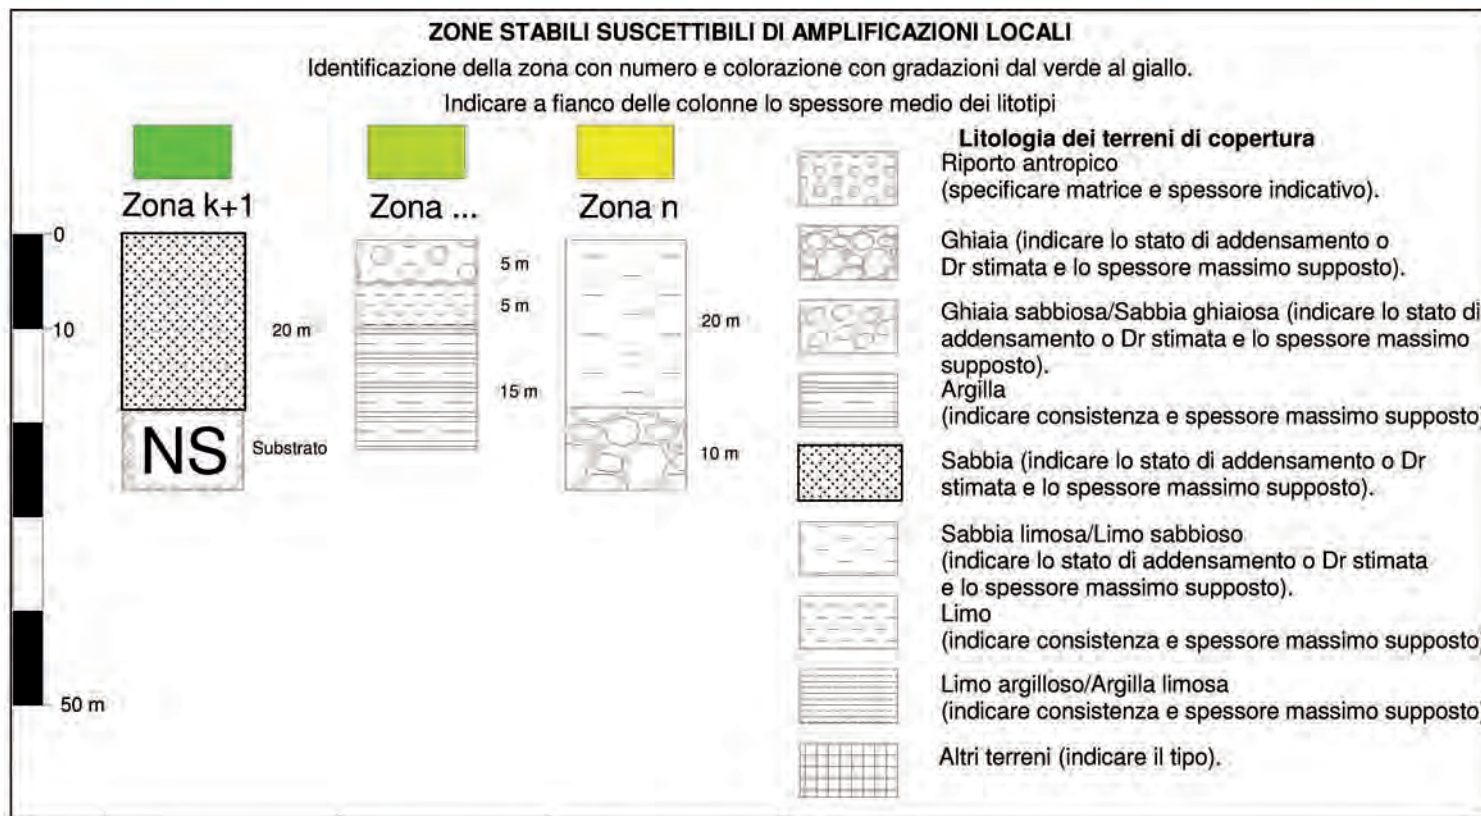 ZONE STABILI SUSCETTIBILI DI AMPLIFICAZIONI LOCALI
Identificazione della zona con numero e colorazione con gradazioni dal verde al giallo.
Indicare a fianco delle colonne lo spessore medio dei litotipi
Zona k+1
Zona ...
Zona n
0
10
50 m
20 m
NS
Substrato
5 m
5 m
15 m
20 m
10 m
Litologia dei terreni di copertura
Riporto antropico
(specificare matrice e spessore indicativo).
Ghiaia (indicare lo stato di addensamento o
Dr stimata e lo spessore massimo supposto).
Ghiaia sabbiosa/Sabbia ghiaiosa (indicare lo stato di
addensamento o Dr stimata e lo spessore massimo
supposto).
Argilla
(indicare consistenza e spessore massimo supposto)
Sabbia (indicare lo stato di addensamento o Dr
stimata e lo spessore massimo supposto).
Sabbia limosa/Limo sabbioso
(indicare lo stato di addensamento o Dr stimata
e lo spessore massimo supposto).
Limo
(indicare consistenza e spessore massimo supposto)
Limo argilloso/Argilla limosa
(indicare consistenza e spessore massimo supposto)
Altri terreni (indicare il tipo).